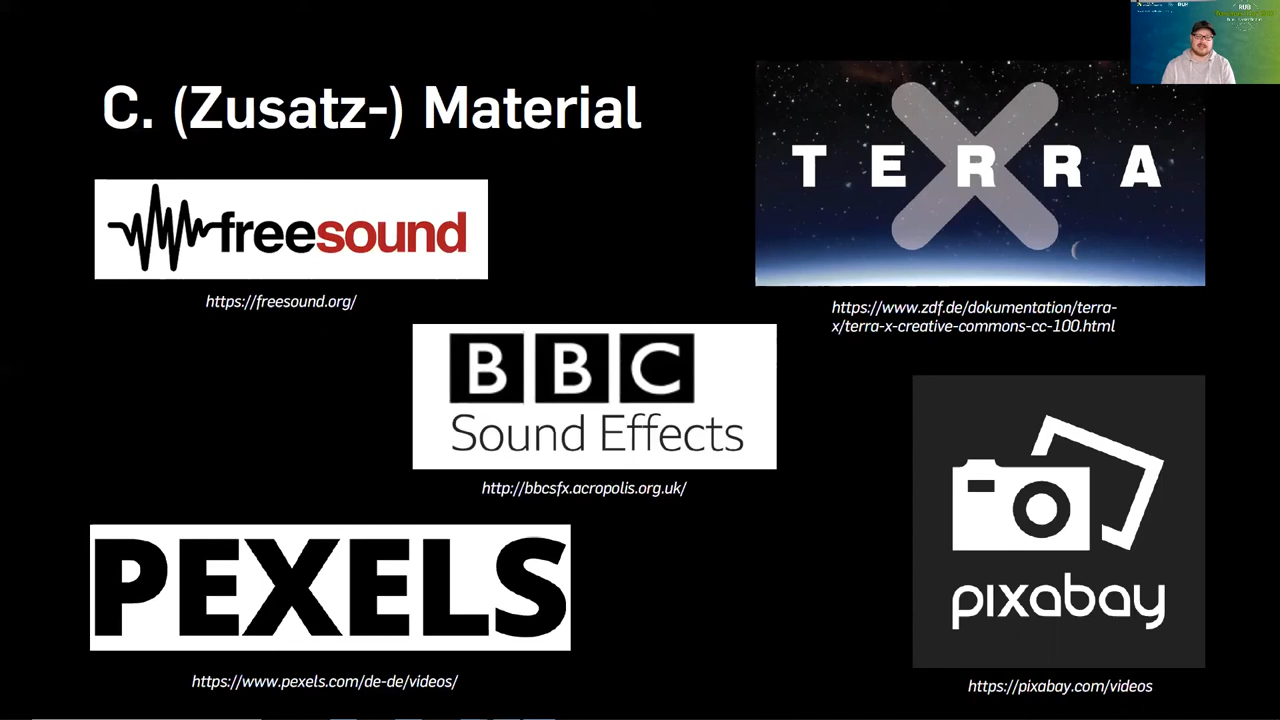 C. (Zusatz-) Material
freesound
https://freesound.org/
TERRA
https://www.zdf.de/dokumentation/terra-
x/terra-x-creative-commons-cc-100.html
BBC
Sound Effects
http://bbcsfx.acropolis.org.uk/
PEXELS
https://www.pexels.com/de-de/videos/
pixabay
https://pixabay.com/videos
RUB